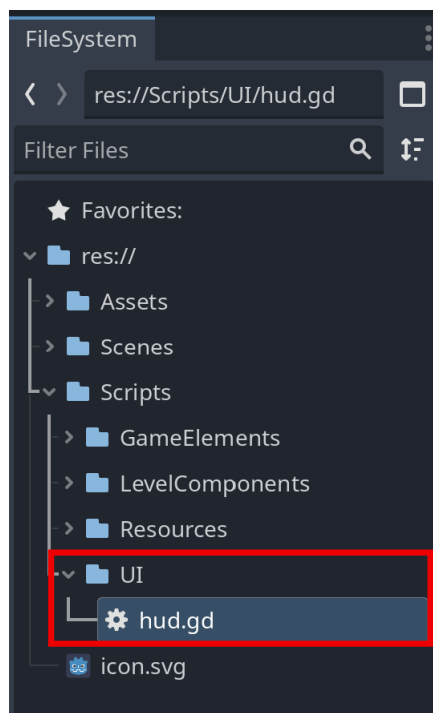 FileSystem
res://Scripts/UI/hud.gd
Filter Files
Favorites:
res://
Assets
Scenes
Scripts
GameElements
LevelComponents
Resources
UI
hud.gd
icon.svg